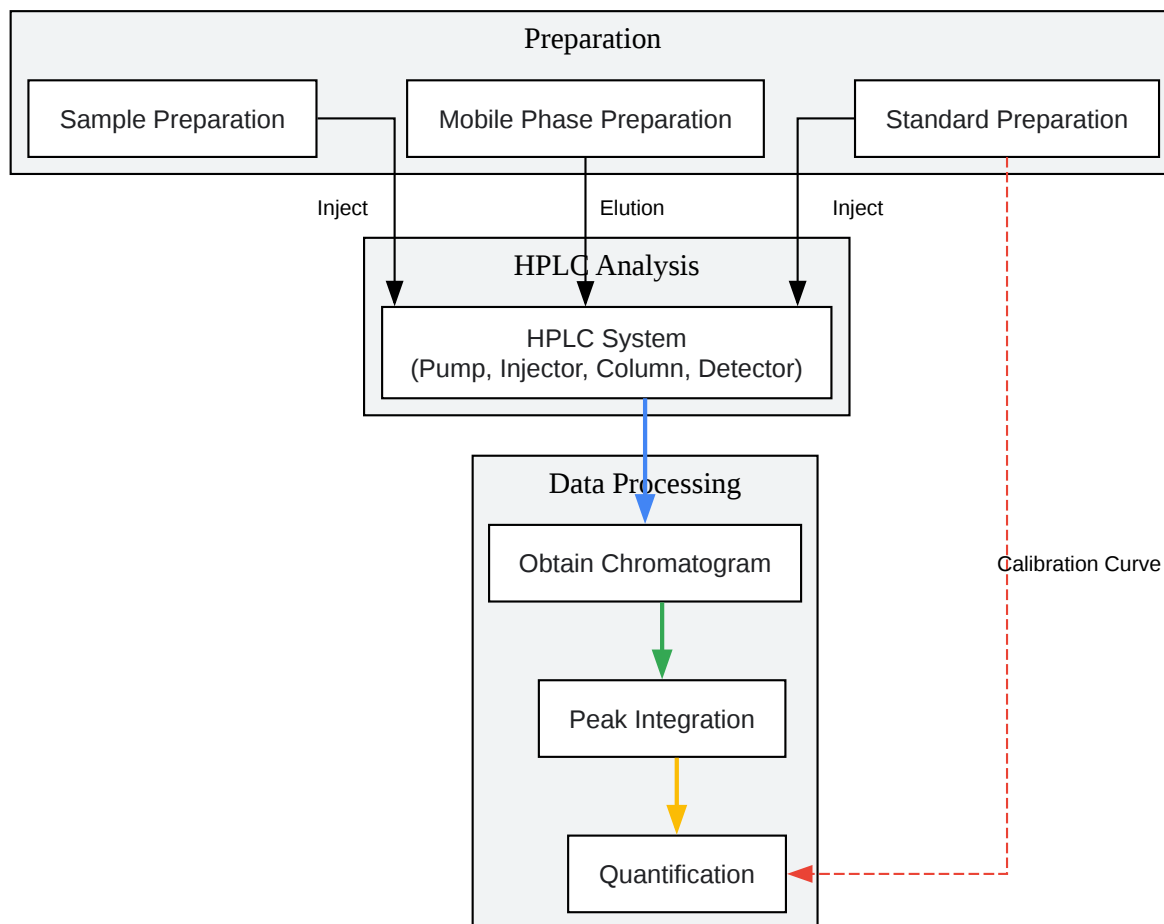 Preparation
Sample Preparation
Mobile Phase Preparation
Standard Preparation
Inject
Elution
Inject
HPLC Analysis
HPLC System
(Pump, Injector, Column, Detector)
Data Processing
Obtain Chromatogram
Calibration Curve
Peak Integration
Quantification